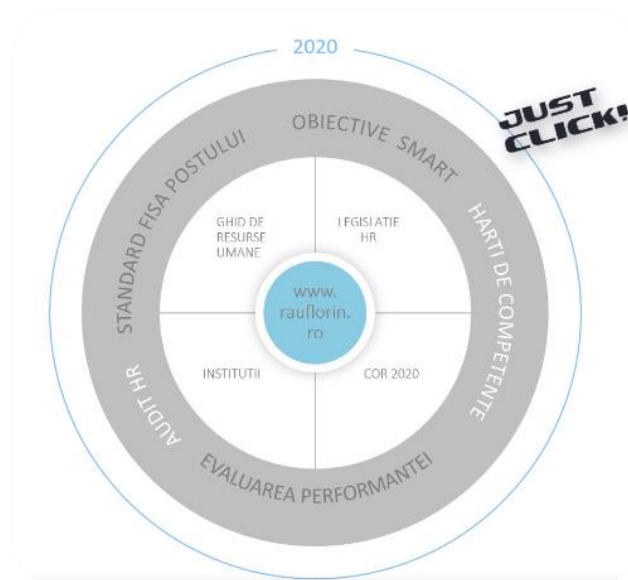 2020
JUST
CLICK!
STANDARD FISA POSTULUI
OBIECTIVE SMART
HARTI DE COMPETENTE
GHID DE
RESURSE
UMANE
LEGISLATIE
HR
www.
rauflorin.
ro
INSTITUTII
COR 2020
AUDIT HR
EVALUAREA PERFORMANTEI